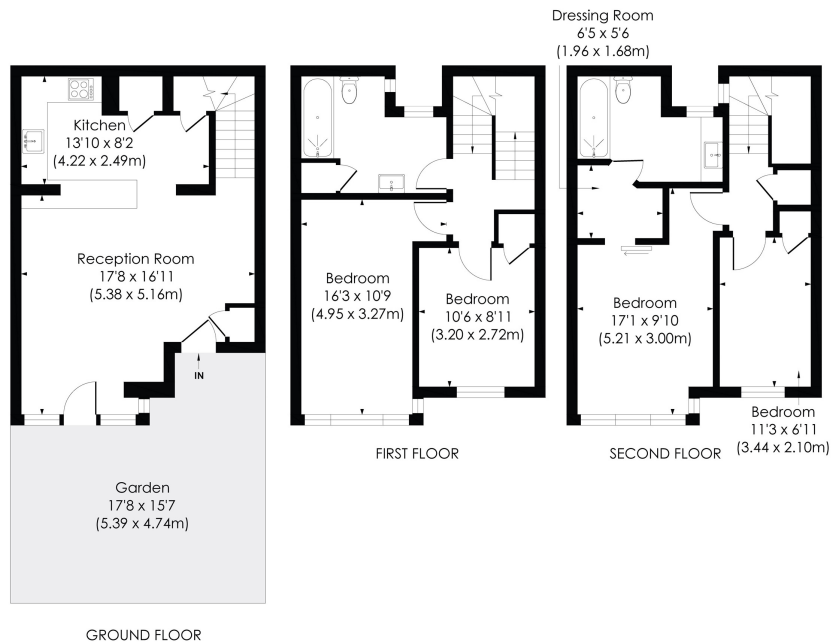 Dressing Room
6'5 x 5'6
(1.96 x 1.68m)
Kitchen
13'10 x 8'2
(4.22 x 2.49m)
Reception Room
17'8 x 16'11
(5.38 x 5.16m)
IN
Garden
17'8 x 15'7
(5.39 x 4.74m)
GROUND FLOOR
Bedroom
16'3 x 10'9
(4.95 x 3.27m)
Bedroom
10'6 x 8'11
(3.20 x 2.72m)
FIRST FLOOR
Bedroom
17'1 x 9'10
(5.21 x 3.00m)
Bedroom
11'3 x 6'11
(3.44 x 2.10m)
SECOND FLOOR